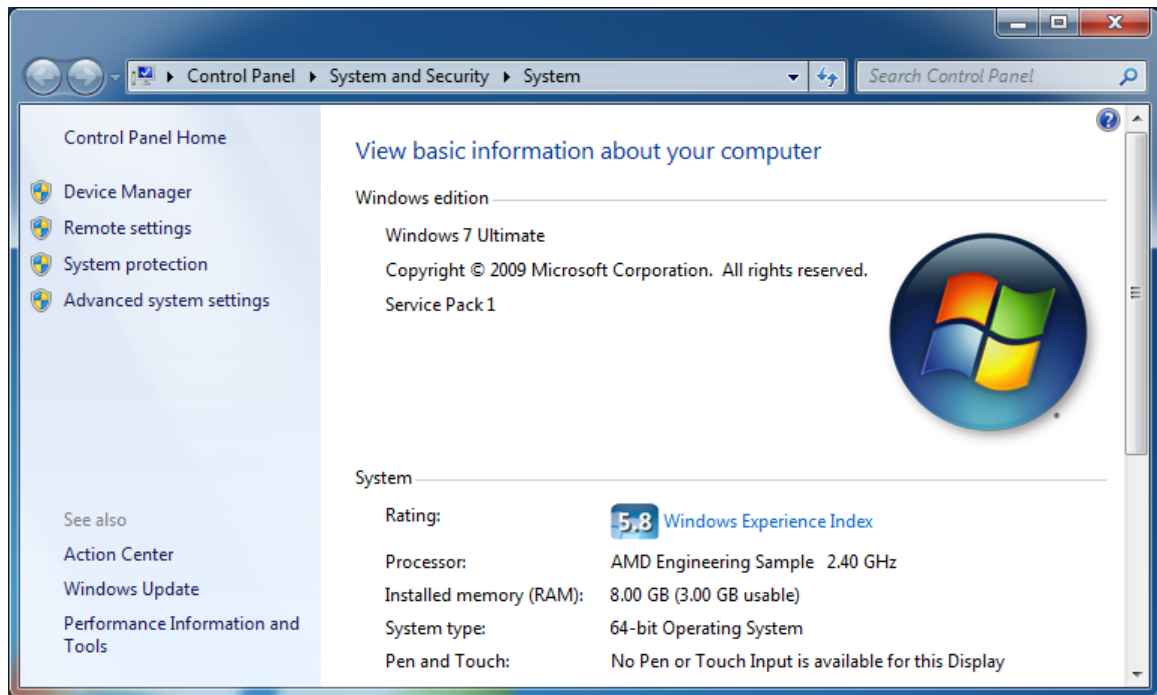 Control Panel ▸ System and Security ▸ System
Search Control Panel
Control Panel Home
Device Manager
Remote settings
System protection
Advanced system settings
See also
Action Center
Windows Update
Performance Information and
Tools
View basic information about your computer
Windows edition
Windows 7 Ultimate
Copyright © 2009 Microsoft Corporation. All rights reserved.
Service Pack 1
System
Rating: 5,8 Windows Experience Index
Processor: AMD Engineering Sample 2.40 GHz
Installed memory (RAM): 8.00 GB (3.00 GB usable)
System type: 64-bit Operating System
Pen and Touch: No Pen or Touch Input is available for this Display